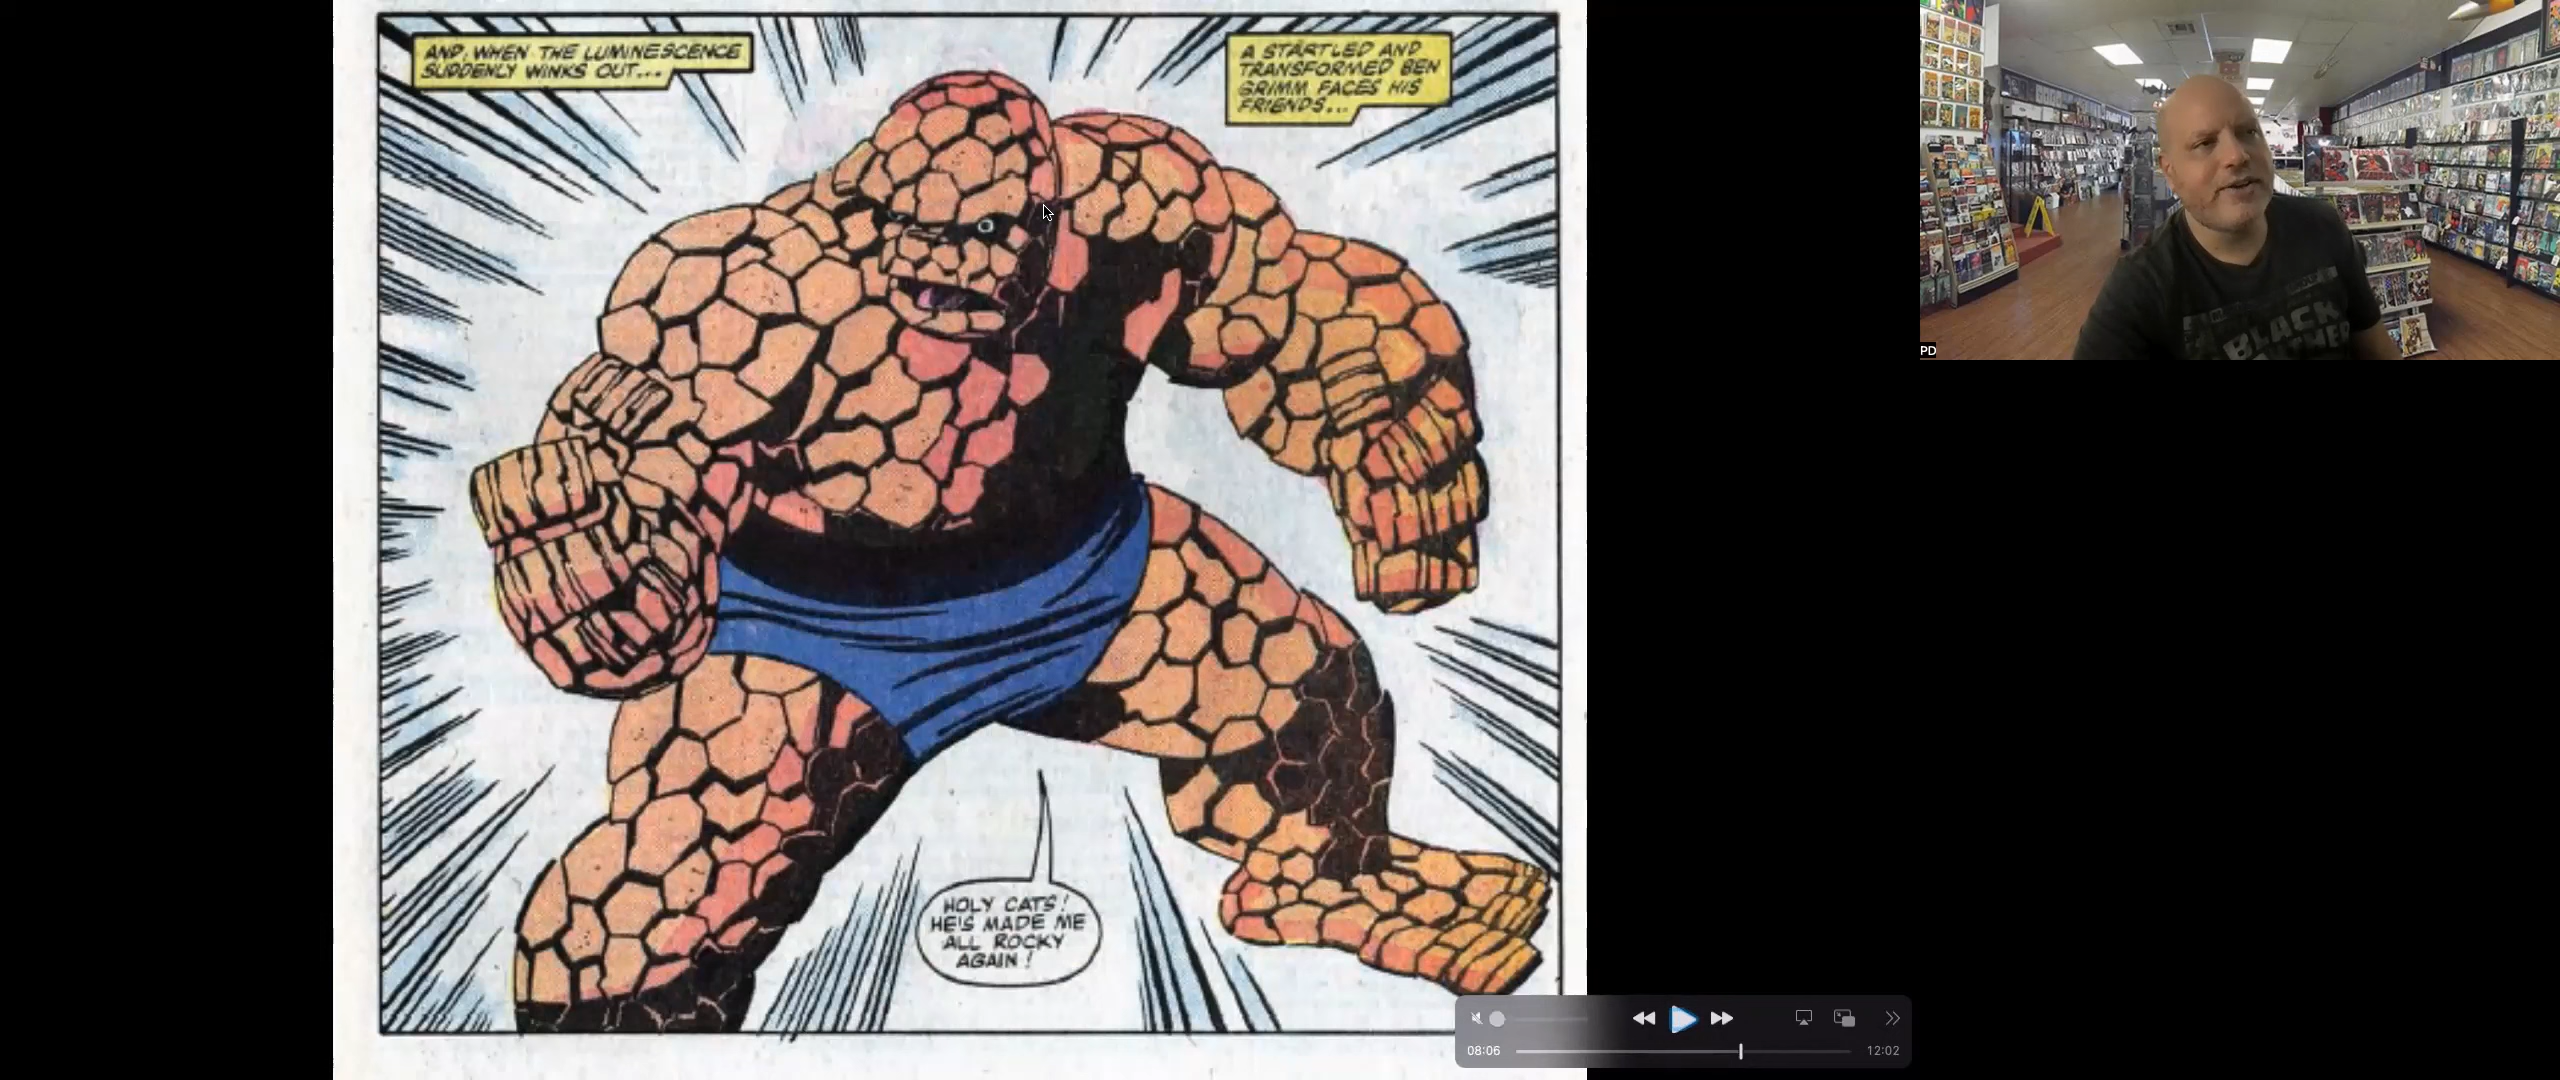 AND, WHEN THE LUMINESCENCE
SUDDENLY WINKS OUT...
A STARTLED AND
TRANSFORMED BEN
GRIMM FACES HIS
FRIENDS...
HOLY CATS!
HE'S MADE ME
ALL ROCKY
AGAIN!
PD
BLACK
08:06
12:02